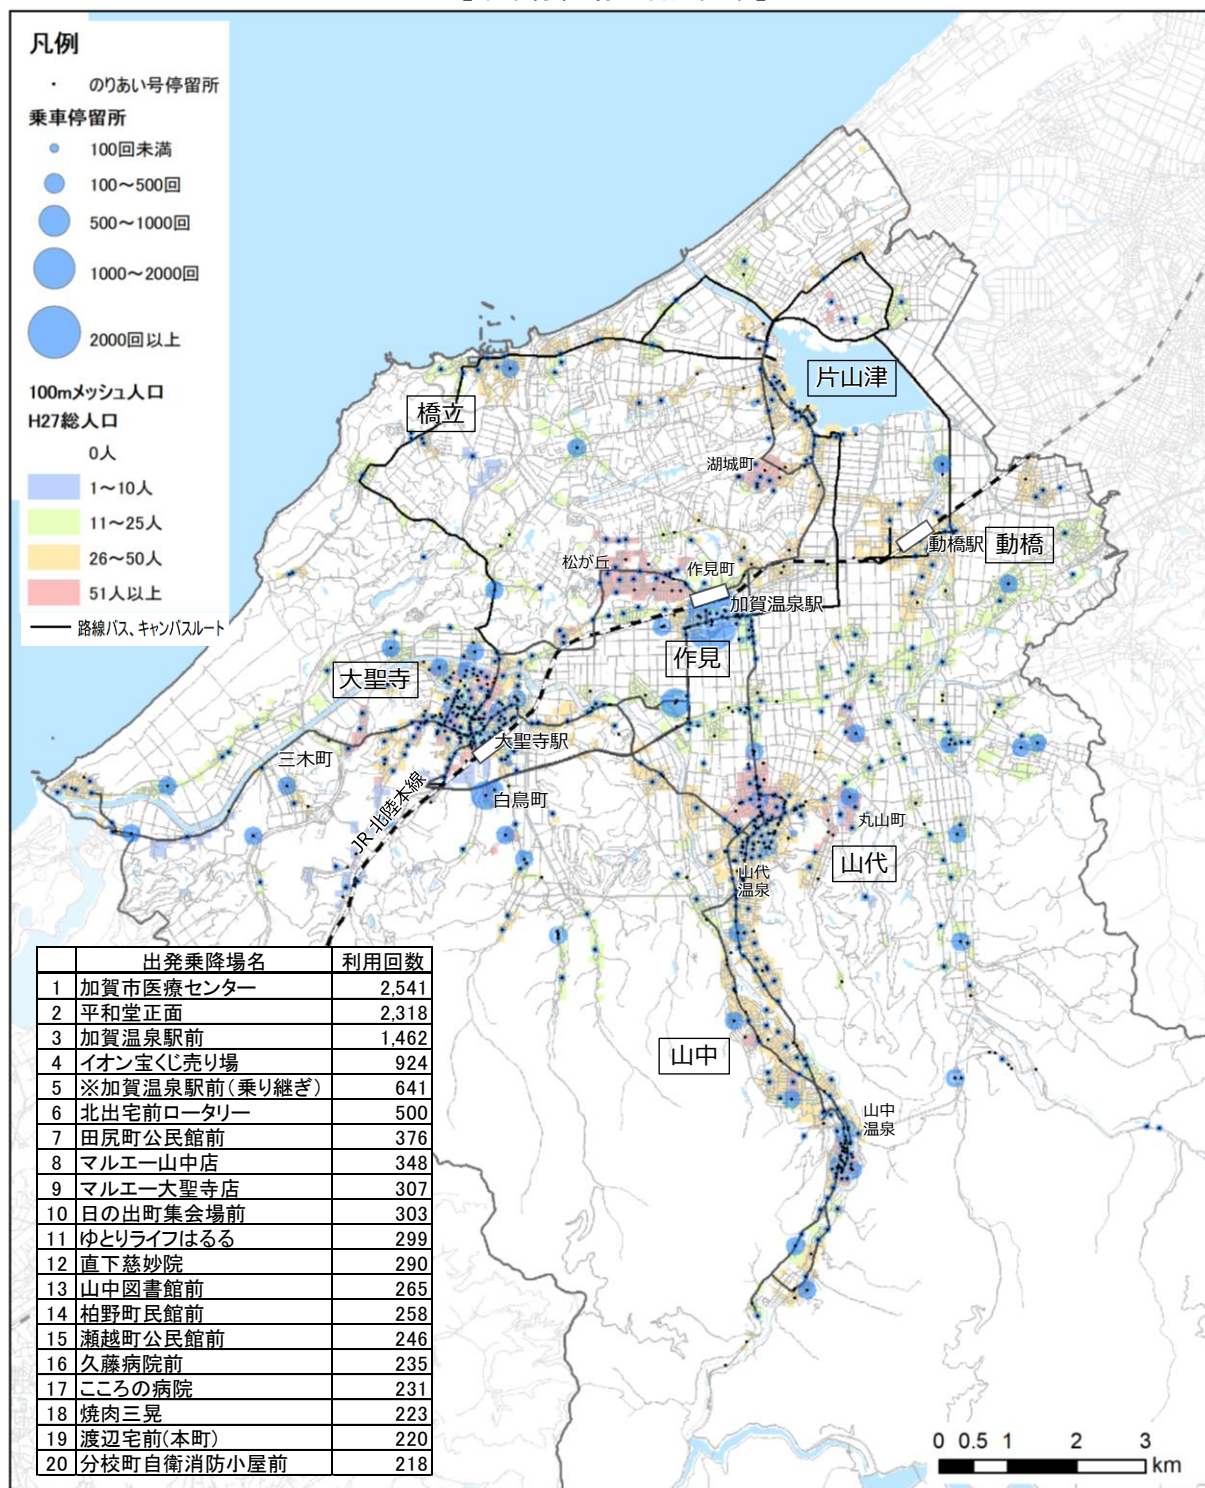 凡例
のりあい号停留所
乗車停留所
100回未満
100～500回
500～1000回
1000～2000回
2000回以上
100mメッシュ人口
H27総人口
0人
1～10人
11～25人
26～50人
51人以上
路線バス、キャンバスルート
片山津
橋立
湖城町
動橋駅
動橋
松が丘
作見町
加賀温泉駅
作見
大聖寺
大聖寺駅
三木町
JR 北陸本線
白鳥町
丸山町
山代
山代
温泉
山中
山中
温泉
出発乗降場名 利用回数
1 加賀市医療センター 2,541
2 平和堂正面 2,318
3 加賀温泉駅前 1,462
4 イオン宝くじ売り場 924
5 ※加賀温泉駅前（乗り継ぎ） 641
6 北出宅前ロータリー 500
7 田尻町公民館前 376
8 マルエー山中店 348
9 マルエー大聖寺店 307
10 日の出町集会場前 303
11 ゆとりライフはるる 299
12 直下慈妙院 290
13 山中図書館前 265
14 柏野町民館前 258
15 瀬越町公民館前 246
16 久藤病院前 235
17 こころの病院 231
18 焼肉三晃 223
19 渡辺宅前(本町) 220
20 分枝町自衛消防小屋前 218
0 0.5 1 2 3
km